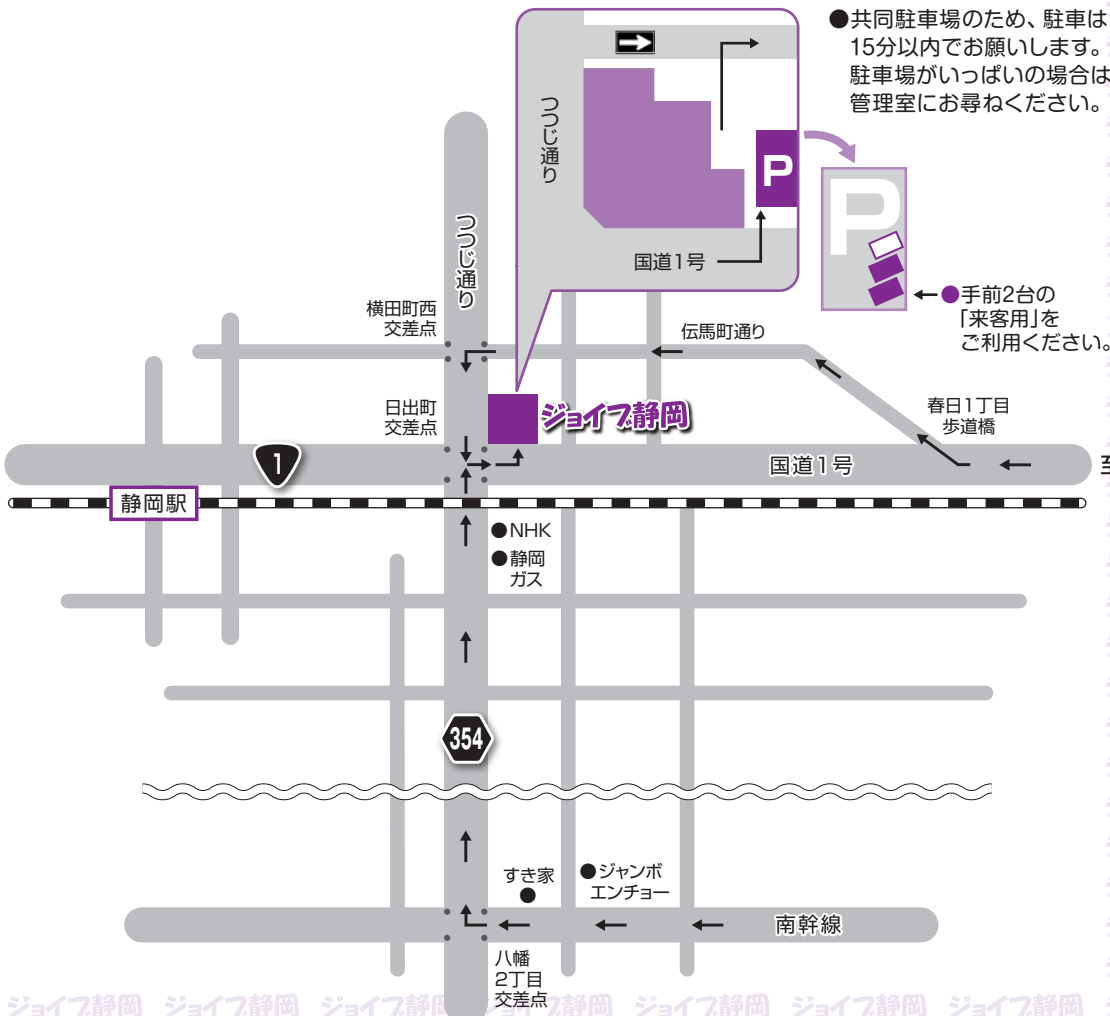 ●共同駐車場のため、駐車は
15分以内でお願いします。
駐車場がいっぱいの場合は
管理室にお尋ねください。
つつじ通り
P
国道1号
P
●手前2台の
「来客用」を
ご利用ください。
つつじ通り
横田町西
交差点
伝馬町通り
日出町
交差点
ジョイブ静岡
春日1丁目
歩道橋
1
国道1号
至
静岡駅
●NHK
●静岡
ガス
354
すき家
●
●ジャンボ
エンチョー
南幹線
八幡
2丁目
交差点
ジョイブ静岡 ジョイブ静岡 ジョイブ静岡 ジョイブ静岡 ジョイブ静岡 ジョイブ静岡 ジョイブ静岡